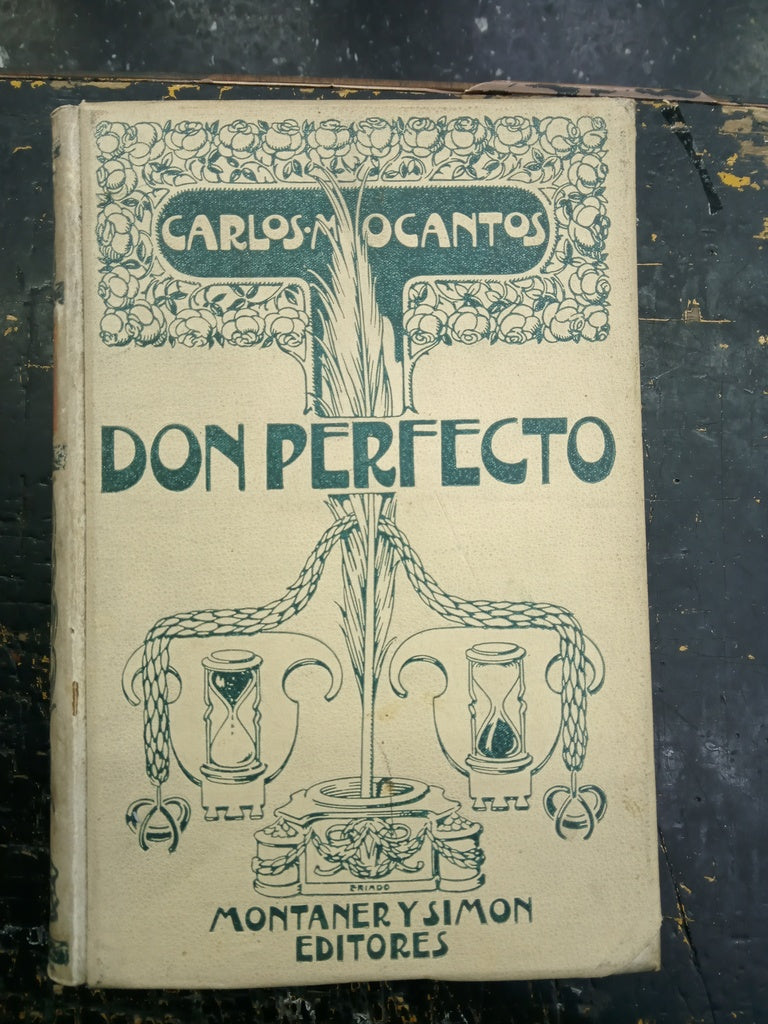 CARLOS·M OCANTOS
DON PERFECTO
MONTANER Y SIMON
EDITORES